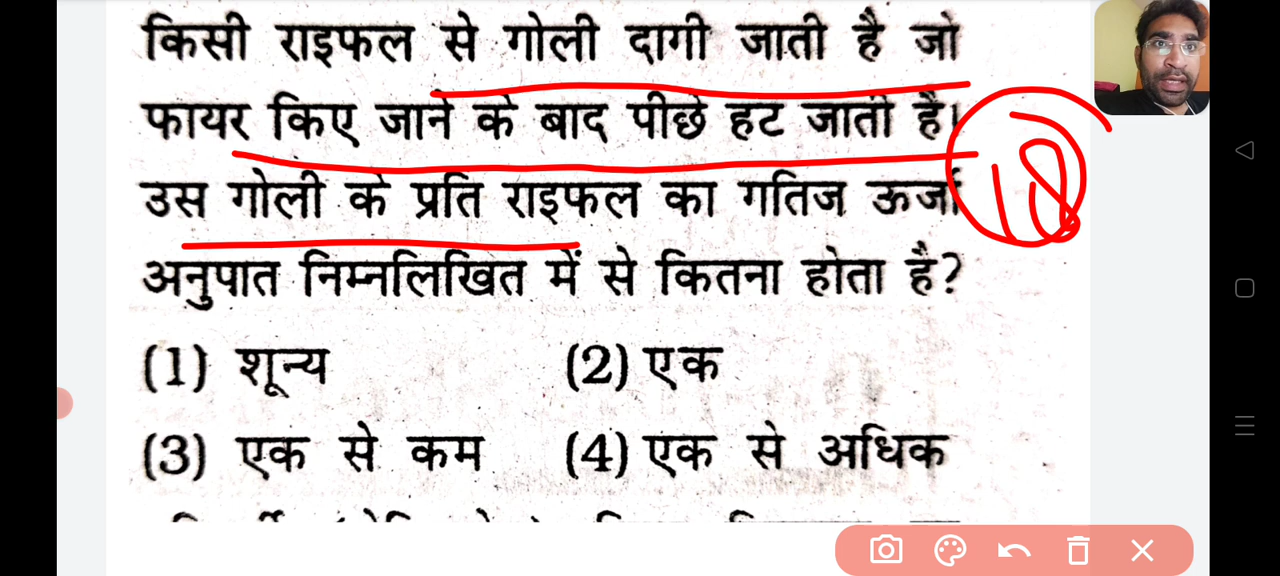 किसी राइफल से गोली दागी जाती है जो
फायर किए जाने के बाद पीछे हट जाती है।
उस गोली के प्रति राइफल का गतिज ऊर्जा
अनुपात निम्नलिखित में से कितना होता है?
18
(1) शून्य (2) एक
(3) एक से कम (4) एक से अधिक